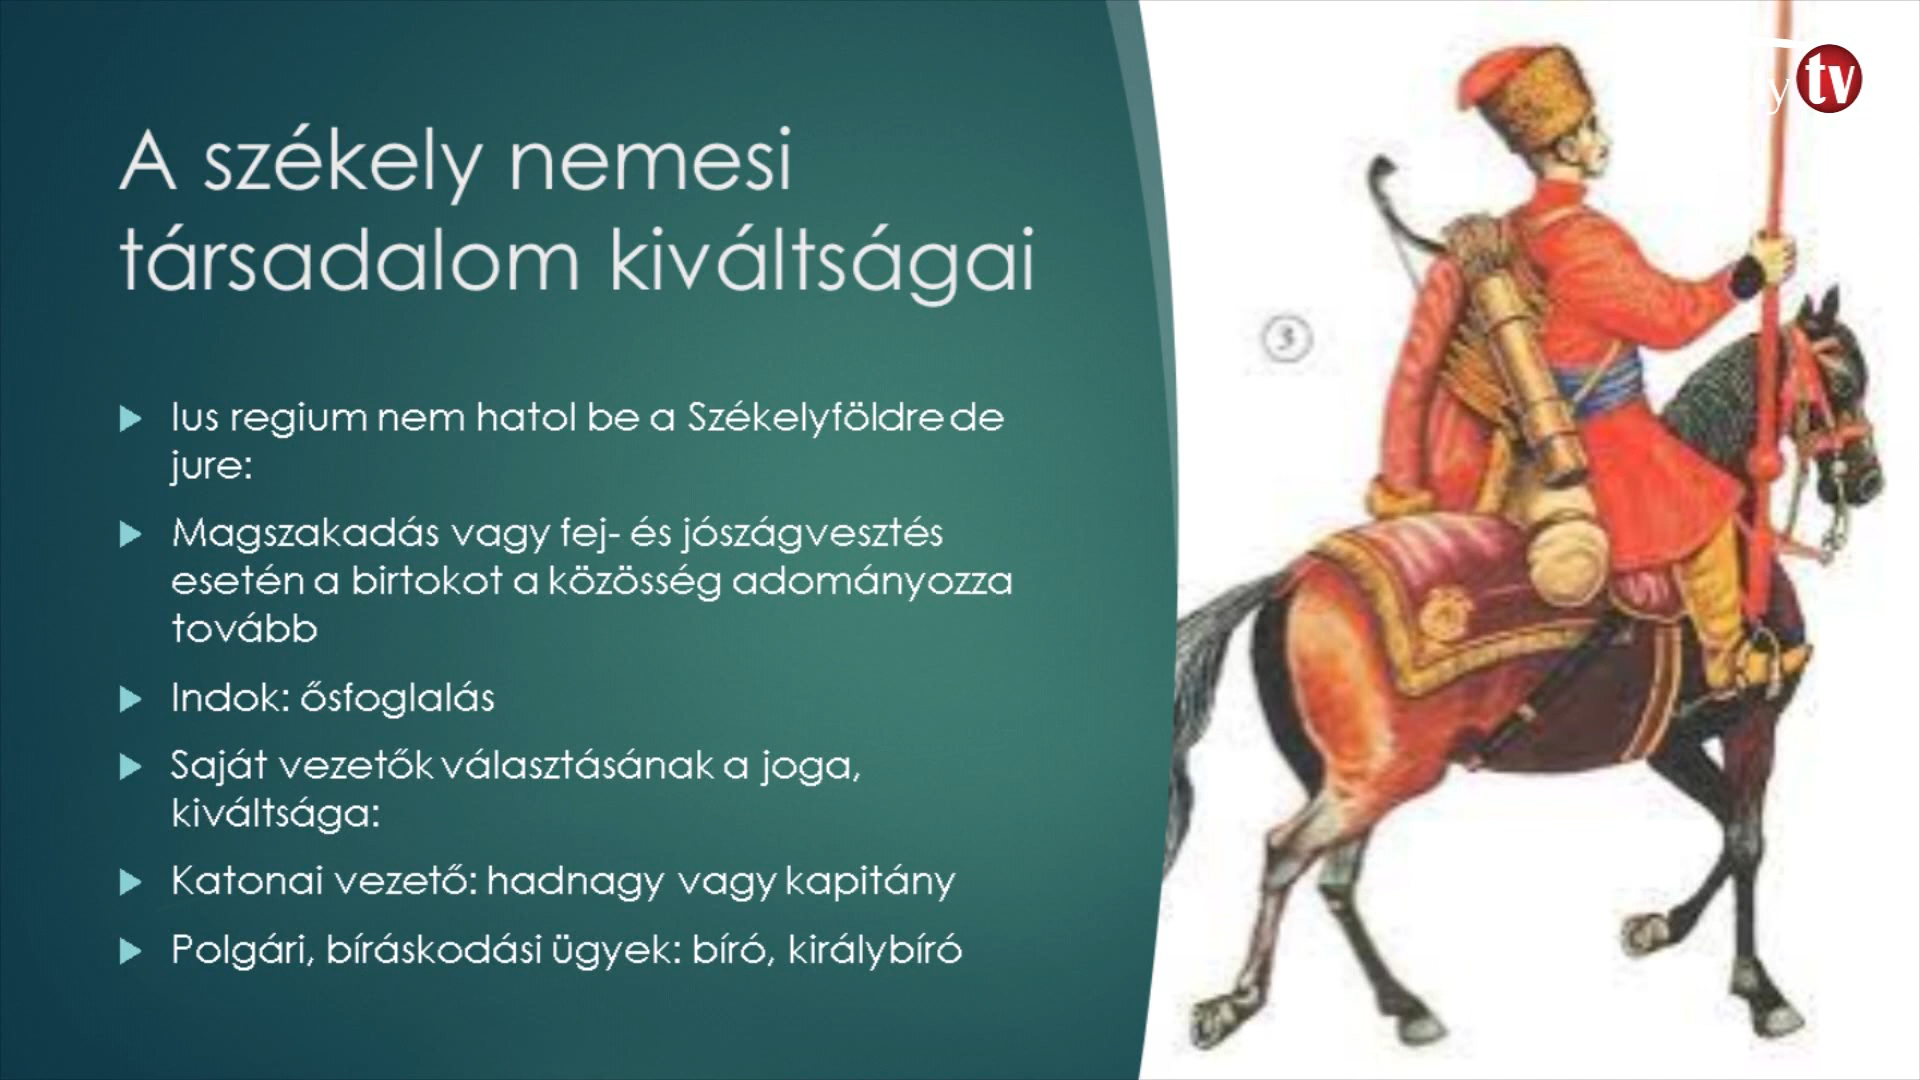 A székely nemesi
társadalom kiváltságai
Ius regium nem hatol be a Székelyföldre de
jure:
Magszakadás vagy fej- és jószágvesztés
esetén a birtokot a közösség adományozza
tovább
Indok: ősfoglalás
Saját vezetők választásának a joga,
kiváltsága:
Katonai vezető: hadnagy vagy kapitány
Polgári, bíráskodási ügyek: bíró, királybíró
3
y tv